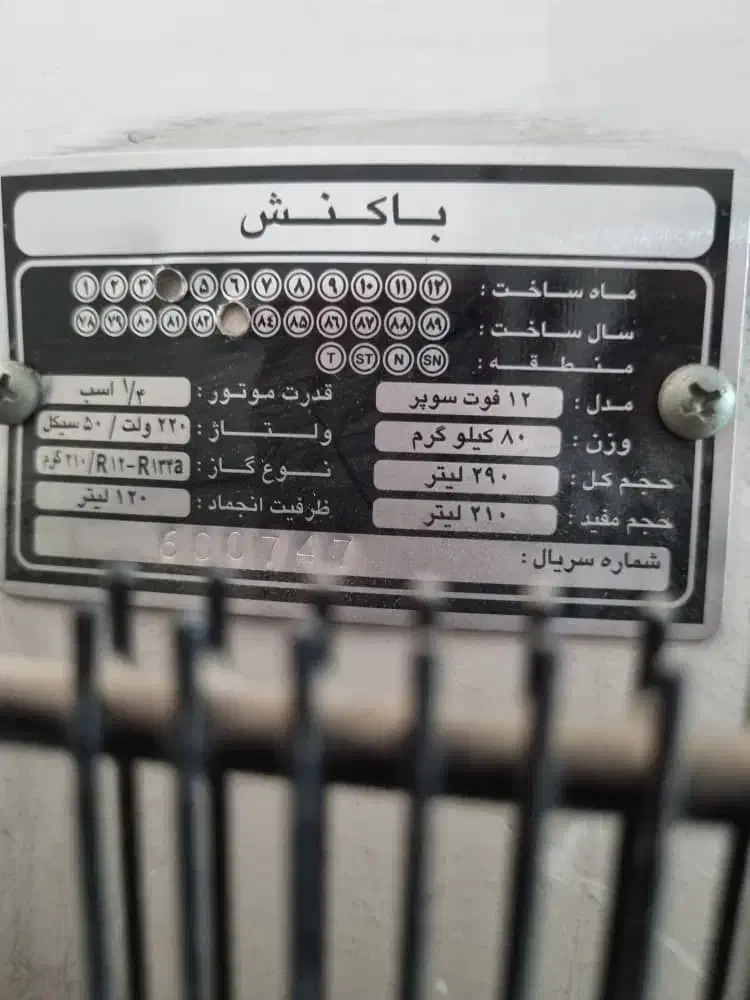 باکنش
ماه ساخت: ۱ ۲ ۳ ۵ ۶ ۷ ۸ ۹ ۱۰ ۱۱ ۱۲
سال ساخت: ۷۸ ۷۹ ۸۰ ۸۱ ۸۲ ۸۴ ۸۵ ۸۶ ۸۷ ۸۸ ۸۹
منطقه: T ST N SN
مدل: ۱۲ فوت سوپر قدرت موتور: ۱/۴ اسب
وزن: ۸۰ کیلو گرم ولتاژ: ۲۲۰ ولت / ۵۰ سیکل
حجم کل: ۲۹۰ لیتر نوع گاز: R۱۲-R۱۳۴a/۲۱۰ گرم
حجم مفید: ۲۱۰ لیتر ظرفیت انجماد: ۱۲۰ لیتر
شماره سریال: 600747